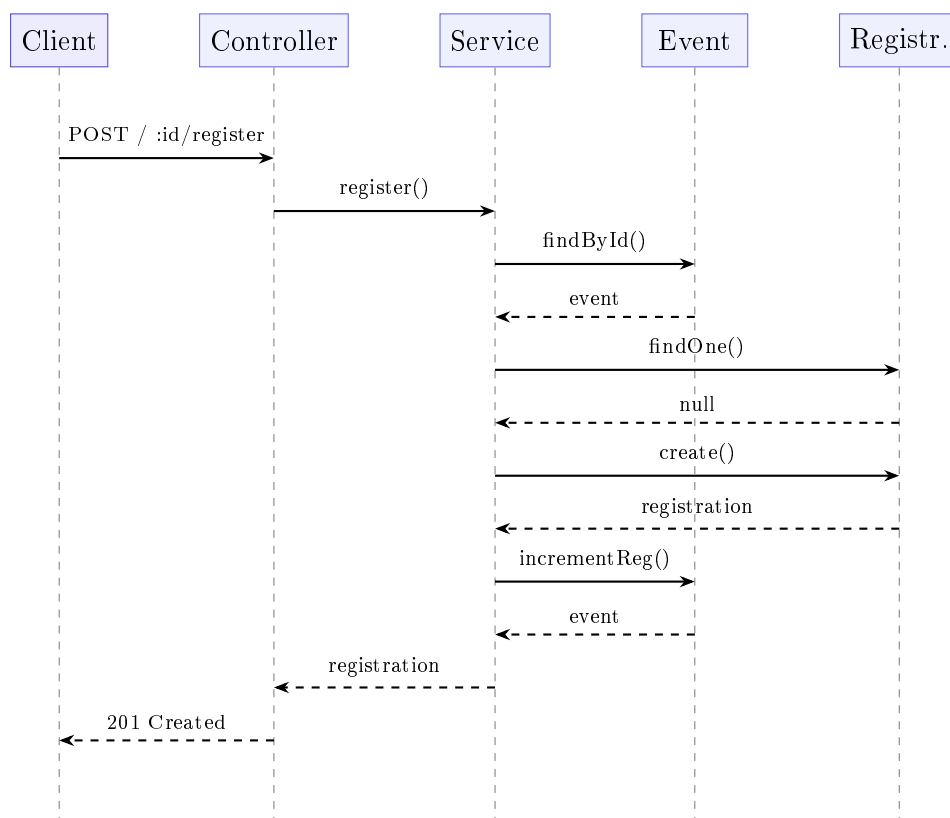 Client
Controller
Service
Event
Registr.
POST / :id/register
register()
findById()
event
findOne()
null
create()
registration
incrementReg()
event
registration
201 Created